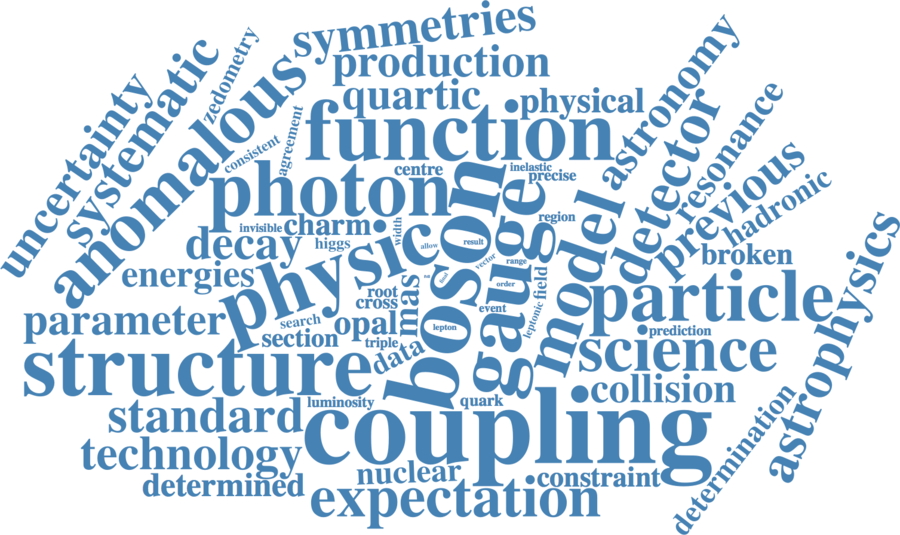 symmetries
production
quartic
physical
function
astronomy
uncertainty
systematic
zedometry
anomalous
consistent
agreement
centre
inelastic
precise
photon
detector
resonance
previous
hadronic
invisible
charm
width
region
boson
gauge
model
decay
higgs
allow
result
vector
range
broken
energies
physic
order
field
particle
root
cross
mas
event
leptonic
astrophysics
parameter
search
section
opal
triple
lepton
prediction
structure
data
science
collision
luminosity
quark
standard
coupling
technology
nuclear
constraint
determination
determined
expectation